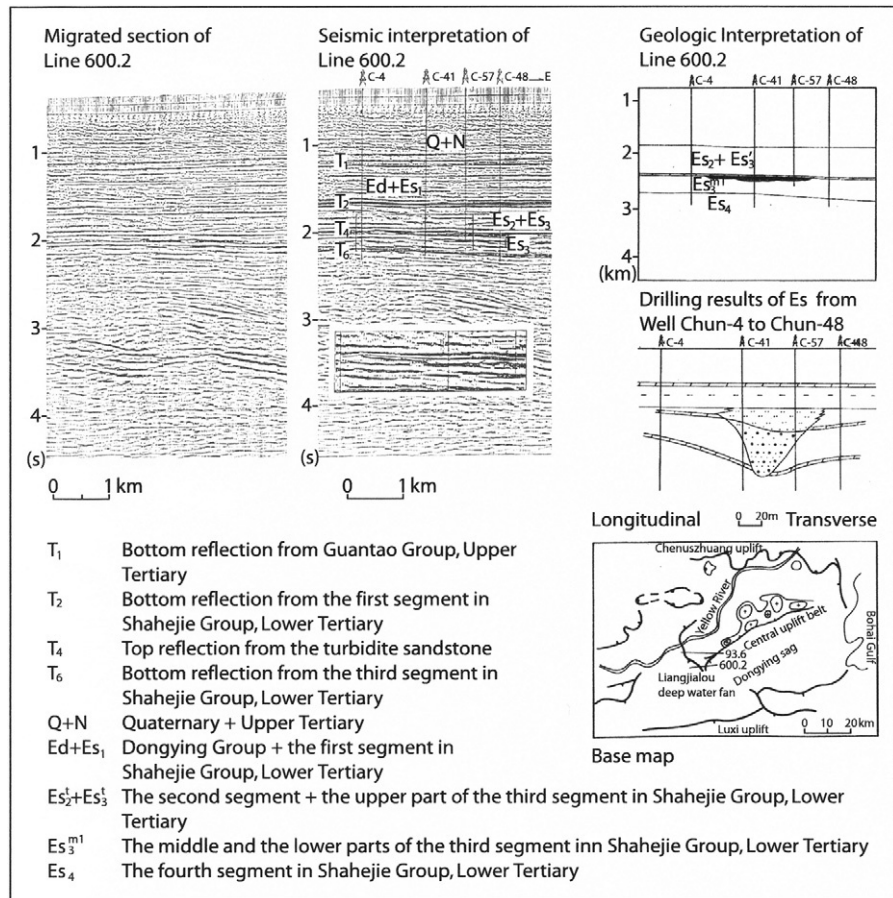 Migrated section of
Line 600.2
1
2
3
4
(s)
0 1 km
Seismic interpretation of
Line 600.2
C-4 C-41 C-57 C-48 E
Q+N
1
T₁
Ed+Es₁
T₂
Es₂+Es₃
T₄
2
Es₃
T₆
3
4
(s)
0 1 km
Geologic Interpretation of
Line 600.2
C-4 C-41 C-57 C-48
1
2
Es₂+ Es₃'
Es₃ᵐ¹
3
Es₄
4
(km)
Drilling results of Es from
Well Chun-4 to Chun-48
C-4 C-41 C-57
Longitudinal 0 20m Transverse
Chenuszhuang uplift
Yellow River
Central uplift belt
Bohai Gulf
93.6
600.2
Dongying sag
Liangjialou
deep water fan
Luxi uplift
0 10 20km
Base map
T₁ Bottom reflection from Guantao Group, Upper
Tertiary
T₂ Bottom reflection from the first segment in
Shahejie Group, Lower Tertiary
T₄ Top reflection from the turbidite sandstone
T₆ Bottom reflection from the third segment in
Shahejie Group, Lower Tertiary
Q+N Quaternary + Upper Tertiary
Ed+Es₁ Dongying Group + the first segment in
Shahejie Group, Lower Tertiary
Es₂ᵗ+Es₃ᵗ The second segment + the upper part of the third segment in Shahejie Group, Lower
Tertiary
Es₃ᵐ¹ The middle and the lower parts of the third segment inn Shahejie Group, Lower Tertiary
Es₄ The fourth segment in Shahejie Group, Lower Tertiary